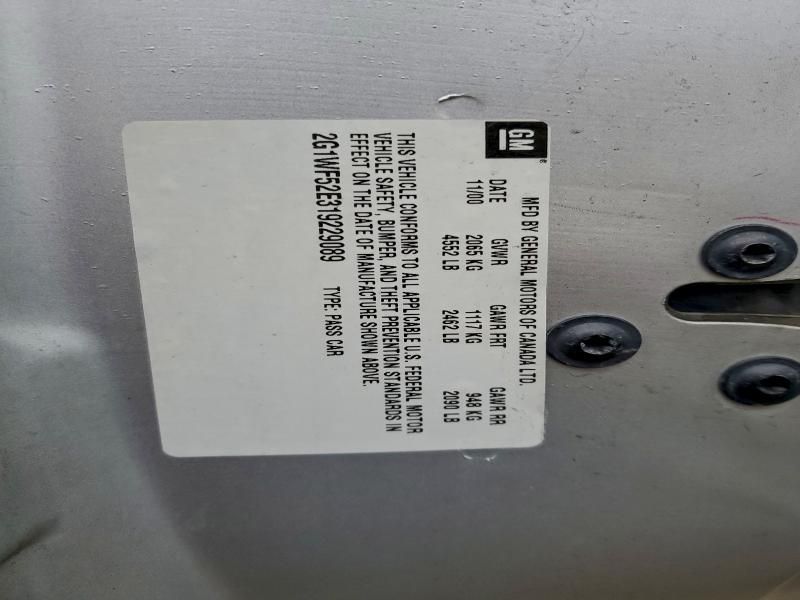 GM®
MFD BY GENERAL MOTORS OF CANADA LTD.
DATE GVWR GAWR FRT GAWR RR
11/00 2065 KG 1117 KG 948 KG
4552 LB 2462 LB 2090 LB
THIS VEHICLE CONFORMS TO ALL APPLICABLE U.S. FEDERAL MOTOR
VEHICLE SAFETY, BUMPER, AND THEFT PREVENTION STANDARDS IN
EFFECT ON THE DATE OF MANUFACTURE SHOWN ABOVE.
2G1WF52E319229089 TYPE: PASS CAR